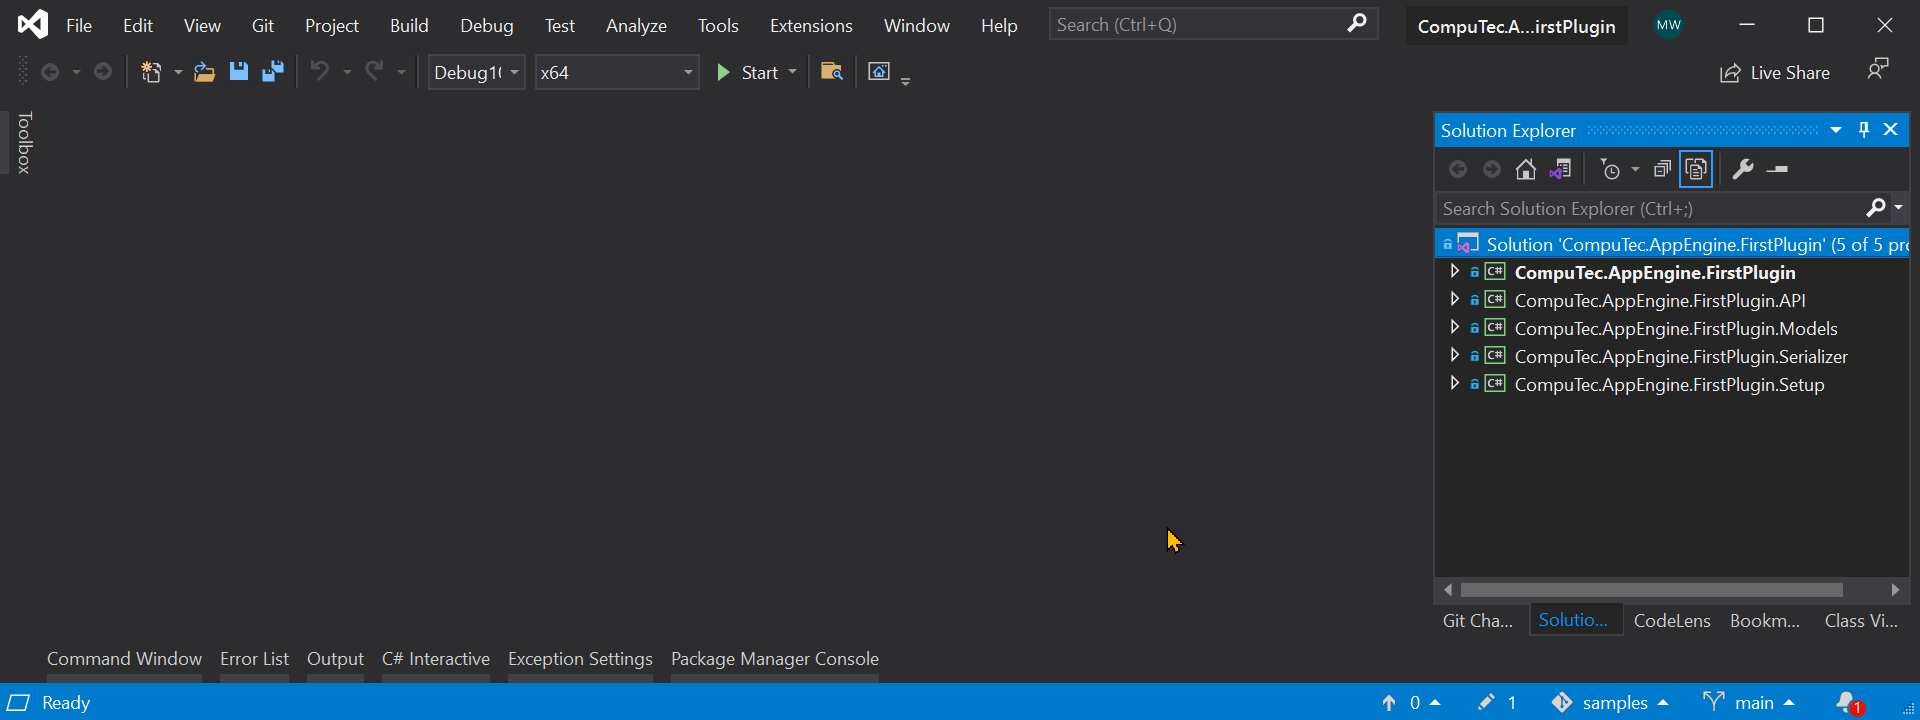 File Edit View Git Project Build Debug Test Analyze Tools Extensions Window Help Search (Ctrl+Q) CompuTec.A...irstPlugin MW
Debug1 x64 Start Live Share
Toolbox
Solution Explorer
Search Solution Explorer (Ctrl+;)
Solution 'CompuTec.AppEngine.FirstPlugin' (5 of 5 pro
CompuTec.AppEngine.FirstPlugin
C# CompuTec.AppEngine.FirstPlugin.API
C# CompuTec.AppEngine.FirstPlugin.Models
C# CompuTec.AppEngine.FirstPlugin.Serializer
C# CompuTec.AppEngine.FirstPlugin.Setup
Git Cha... Solutio... CodeLens Bookm... Class Vi...
Command Window Error List Output C# Interactive Exception Settings Package Manager Console
Ready 0 1 samples main 1